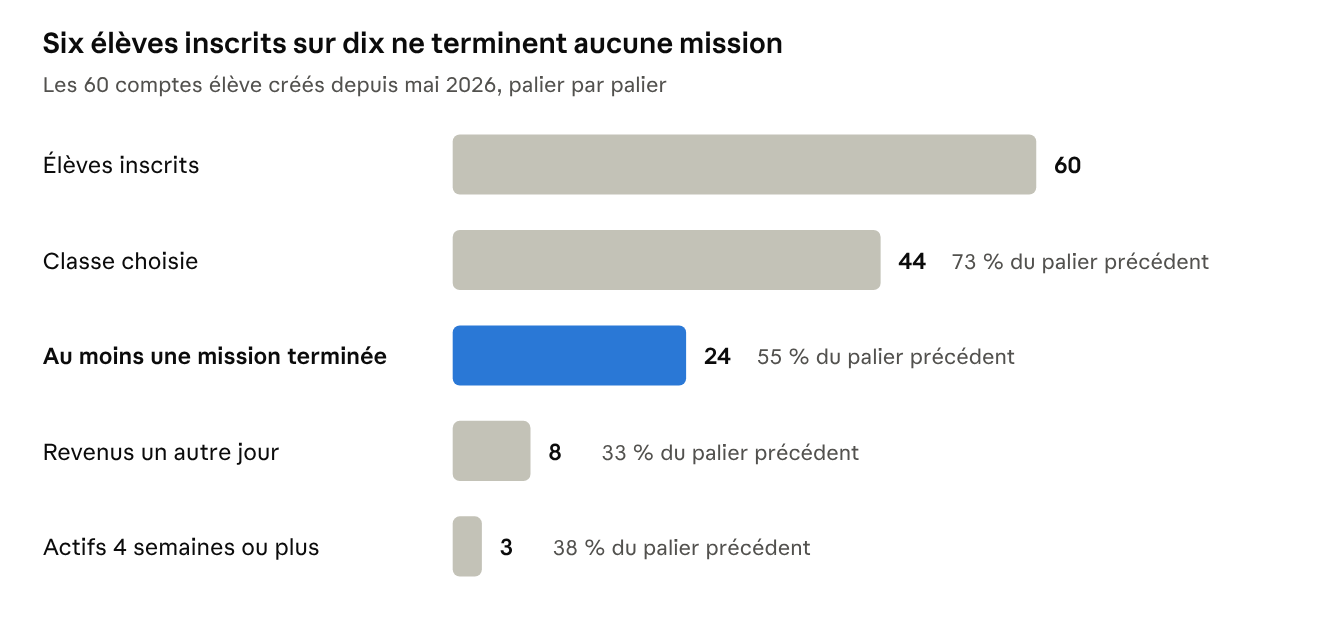 Six élèves inscrits sur dix ne terminent aucune mission
Les 60 comptes élève créés depuis mai 2026, palier par palier
Élèves inscrits 60
Classe choisie 44 73 % du palier précédent
Au moins une mission terminée 24 55 % du palier précédent
Revenus un autre jour 8 33 % du palier précédent
Actifs 4 semaines ou plus 3 38 % du palier précédent